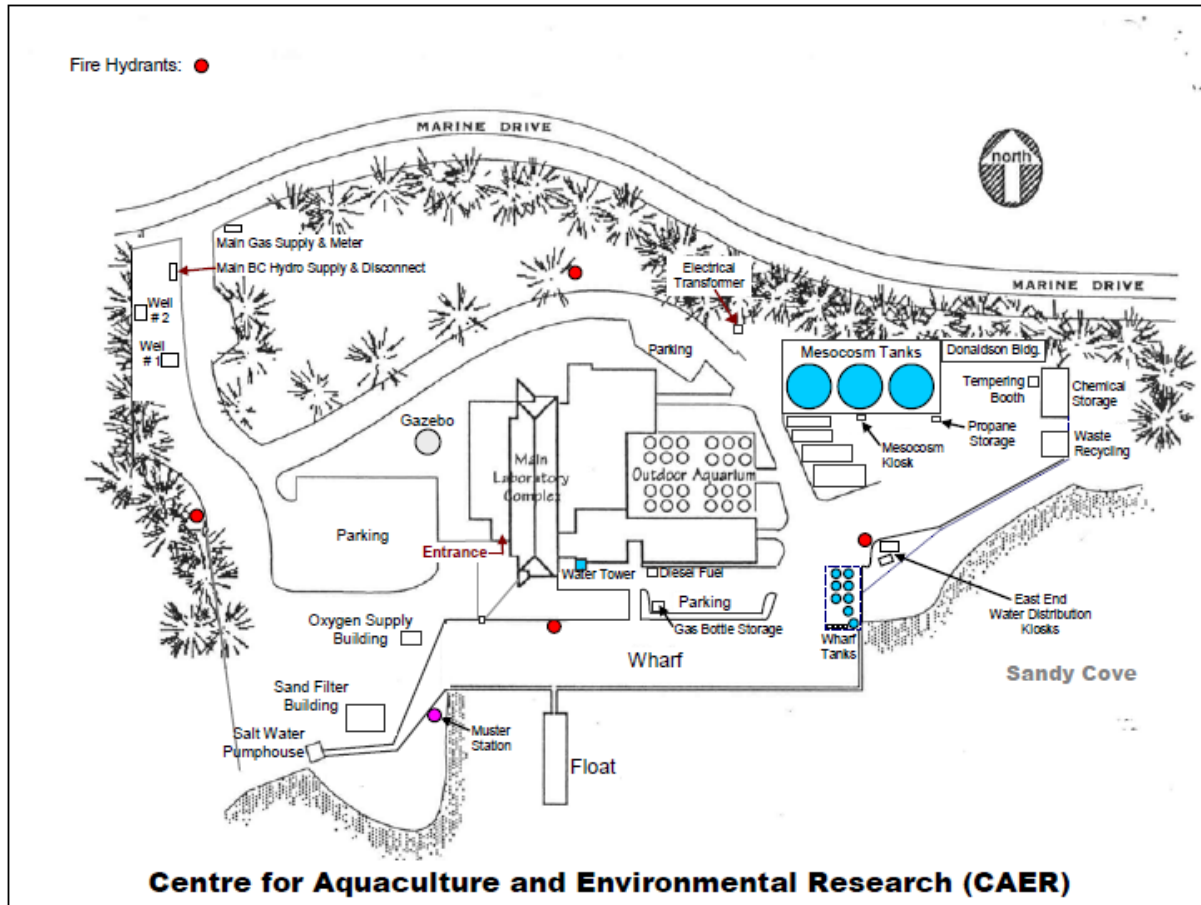 Fire Hydrants:
MARINE DRIVE
north
Main Gas Supply & Meter
Main BC Hydro Supply & Disconnect
Electrical
Transformer
MARINE DRIVE
Well
# 2
Well
# 1
Parking
Mesocosm Tanks
Donaldson Bldg.
Tempering
Booth
Chemical
Storage
Gazebo
Propane
Storage
Mesocosm
Kiosk
Waste
Recycling
Main
Laboratory
Complex
Outdoor Aquarium
Parking
Entrance
Water Tower
Diesel Fuel
Parking
Gas Bottle Storage
East End
Water Distribution
Kiosks
Oxygen Supply
Building
Wharf
Wharf
Tanks
Sandy Cove
Sand Filter
Building
Salt Water
Pumphouse
Muster
Station
Float
Centre for Aquaculture and Environmental Research (CAER)